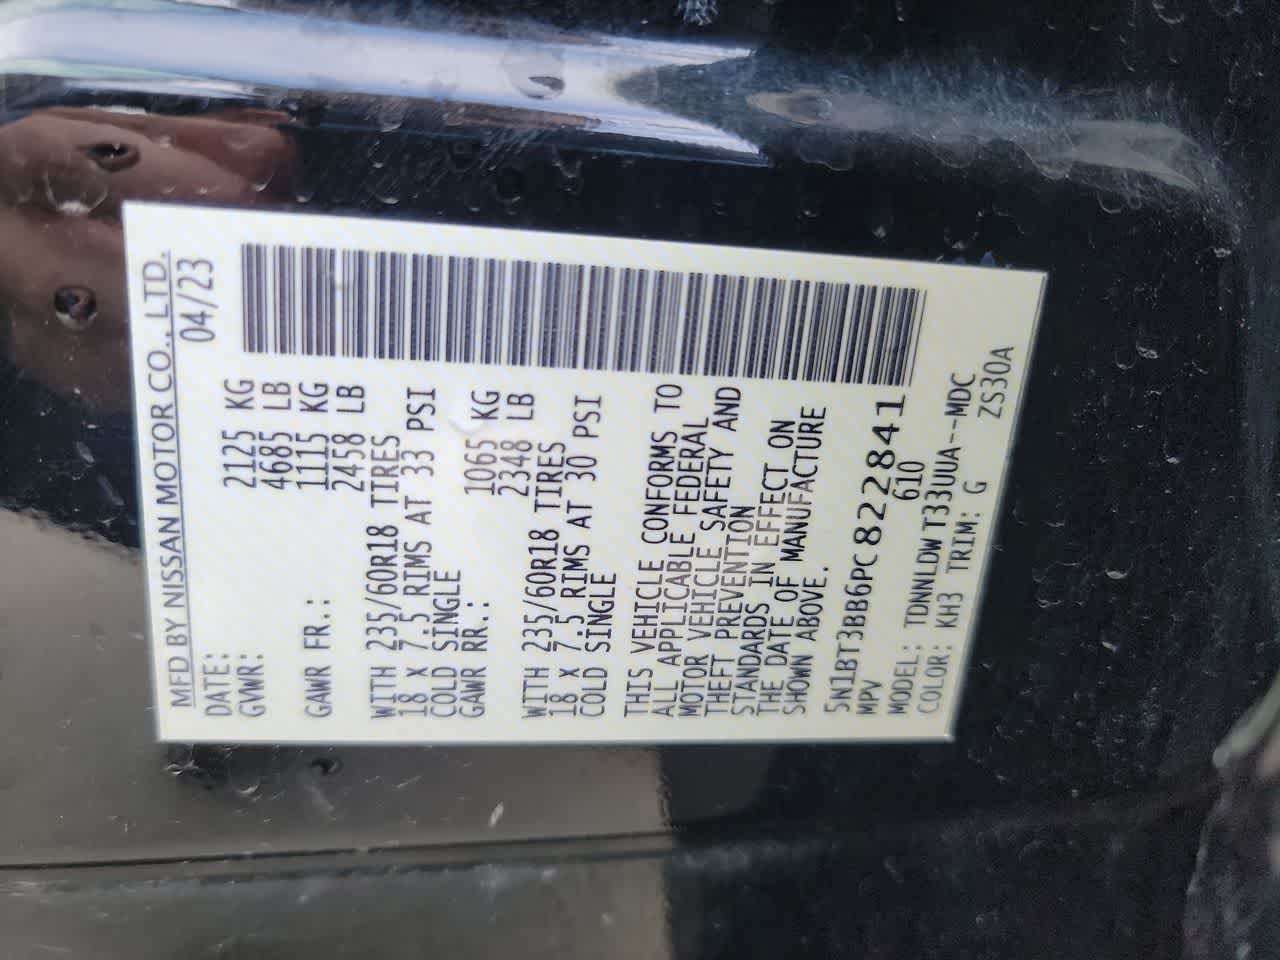 MFD BY NISSAN MOTOR CO., LTD.
DATE: 04/23
GVWR: 2125 KG
4685 LB
GAWR FR.: 1115 KG
2458 LB
WITH 235/60R18 TIRES
18 X 7.5 RIMS AT 33 PSI
COLD SINGLE
GAWR RR.: 1065 KG
2348 LB
WITH 235/60R18 TIRES
18 X 7.5 RIMS AT 30 PSI
COLD SINGLE
THIS VEHICLE CONFORMS TO
ALL APPLICABLE FEDERAL
MOTOR VEHICLE SAFETY AND
THEFT PREVENTION
STANDARDS IN EFFECT ON
THE DATE OF MANUFACTURE
SHOWN ABOVE.
5N1BT3BB6PC822841
MPV 610
MODEL: TDNNLDWT33UUA--MDC
COLOR: KH3 TRIM: G ZS30A